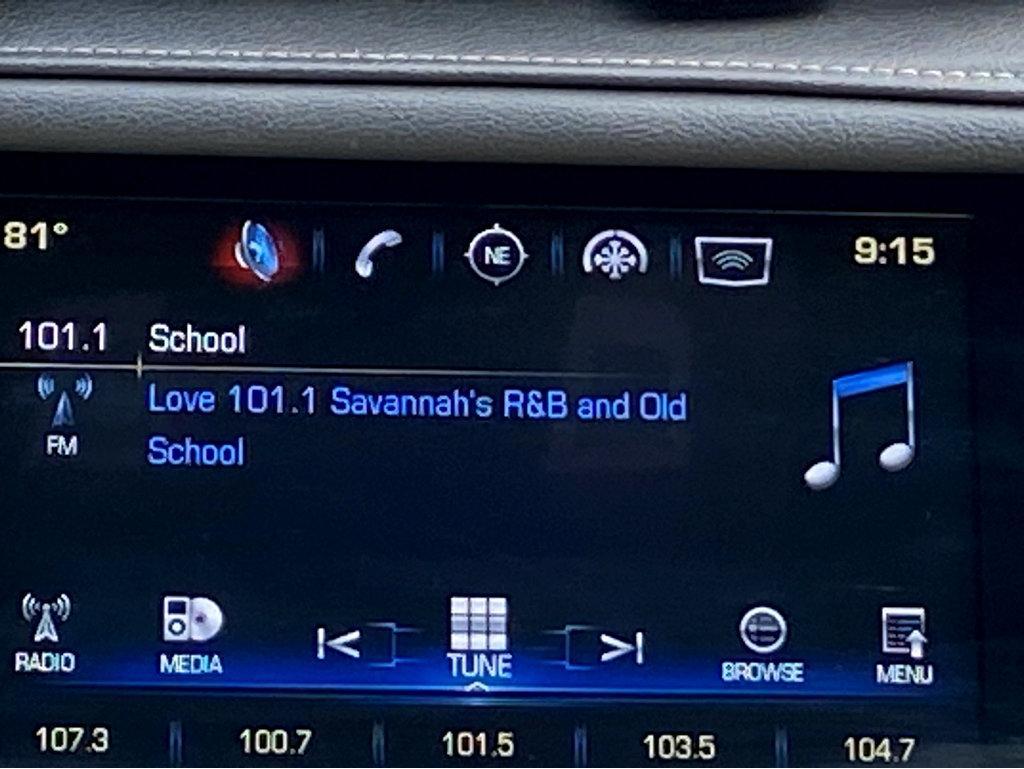 81°
NE
9:15
101.1 School
FM
Love 101.1 Savannah's R&B and Old
School
RADIO MEDIA TUNE BROWSE MENU
107.3 100.7 101.5 103.5 104.7